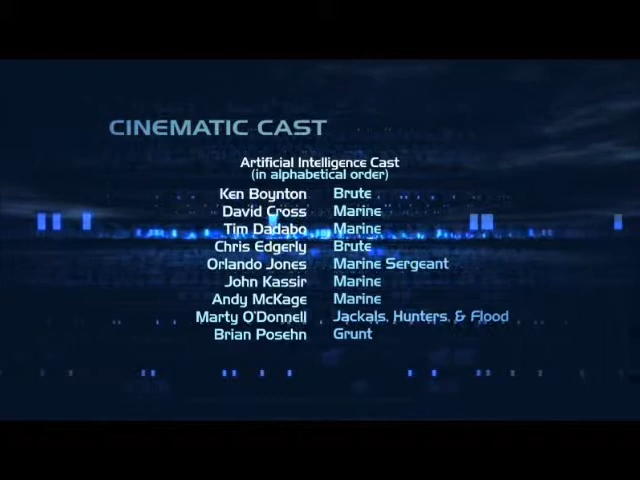 CINEMATIC CAST
Artificial Intelligence Cast
(in alphabetical order)
Ken Boynton Brute
David Cross Marine
Tim Dadabo Marine
Chris Edgerly Brute
Orlando Jones Marine Sergeant
John Kassir Marine
Andy McKage Marine
Marty O'Donnell Jackals, Hunters, & Flood
Brian Posehn Grunt